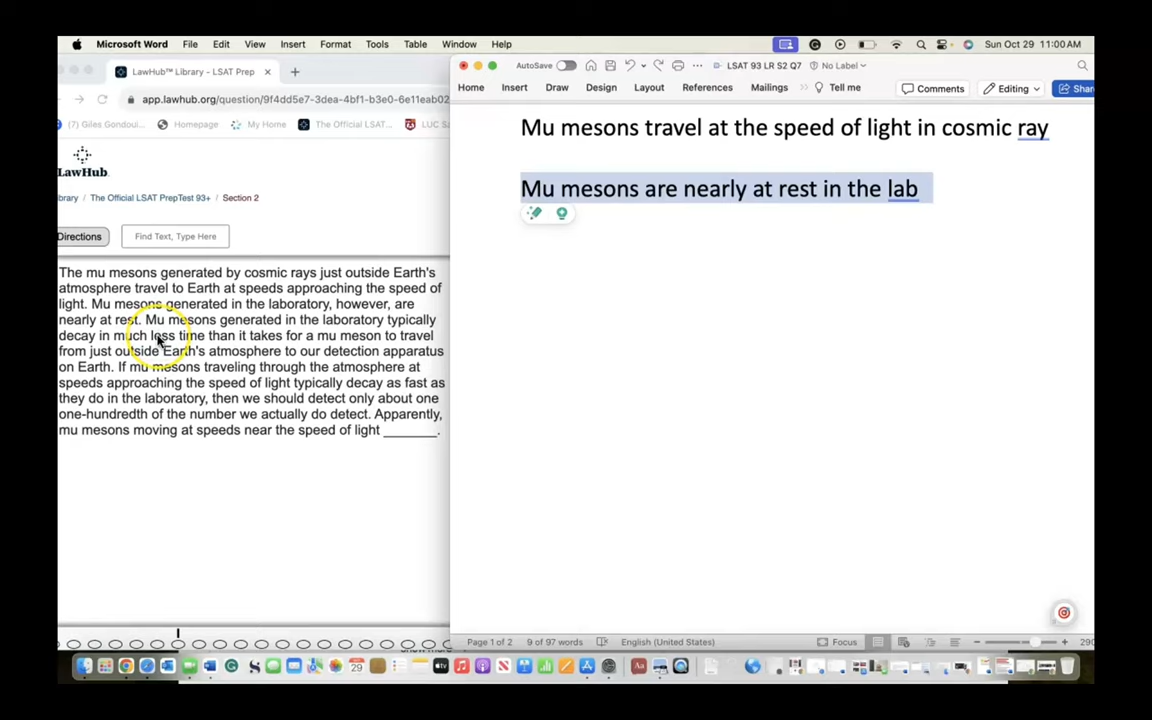 Microsoft Word File Edit View Insert Format Tools Table Window Help Sun Oct 29 11:00 AM
LawHub™ Library - LSAT Prep
app.lawhub.org/question/9f4dd5e7-3dea-4bf1-b3e0-6e11eab02
(7) Giles Gondoui... Homepage My Home The Official LSAT... LUC Sa
LawHub
ibrary / The Official LSAT PrepTest 93+ / Section 2
Directions Find Text, Type Here
The mu mesons generated by cosmic rays just outside Earth's
atmosphere travel to Earth at speeds approaching the speed of
light. Mu mesons generated in the laboratory, however, are
nearly at rest. Mu mesons generated in the laboratory typically
decay in much less time than it takes for a mu meson to travel
from just outside Earth's atmosphere to our detection apparatus
on Earth. If mu mesons traveling through the atmosphere at
speeds approaching the speed of light typically decay as fast as
they do in the laboratory, then we should detect only about one
one-hundredth of the number we actually do detect. Apparently,
mu mesons moving at speeds near the speed of light _______.
AutoSave LSAT 93 LR S2 Q7 No Label
Home Insert Draw Design Layout References Mailings Tell me Comments Editing Share
Mu mesons travel at the speed of light in cosmic ray
Mu mesons are nearly at rest in the lab
Page 1 of 2 9 of 97 words English (United States) Focus 290
29